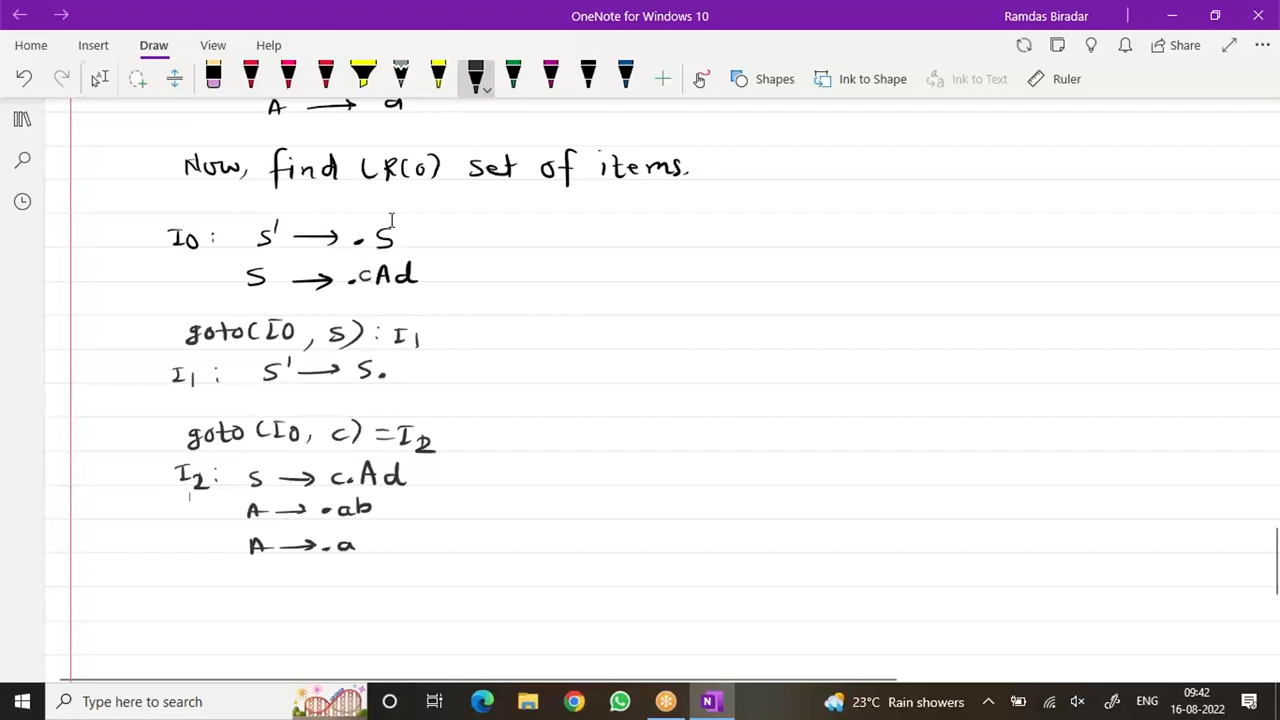 OneNote for Windows 10
Ramdas Biradar
Home Insert Draw View Help
Share
Shapes
Ink to Shape
Ink to Text
Ruler
A → a
Now, find LR(0) set of items.
I0: S' → .S
S → .cAd
goto(I0, S): I1
I1: S' → S.
goto(I0, c) = I2
I2: S → c.Ad
A → .ab
A → .a
Type here to search
23°C Rain showers
ENG
09:42
16-08-2022